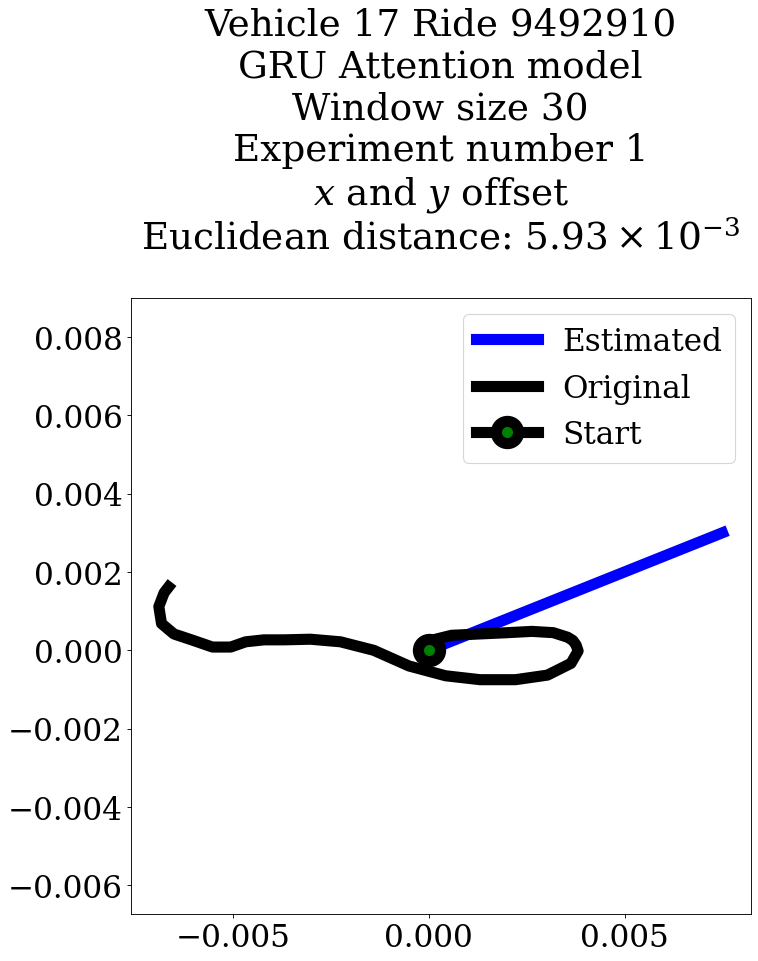 Vehicle 17 Ride 9492910
GRU Attention model
Window size 30
Experiment number 1
x and y offset
Euclidean distance: 5.93 × 10⁻³
Estimated
Original
Start
0.008
0.006
0.004
0.002
0.000
−0.002
−0.004
−0.006
−0.005
0.000
0.005